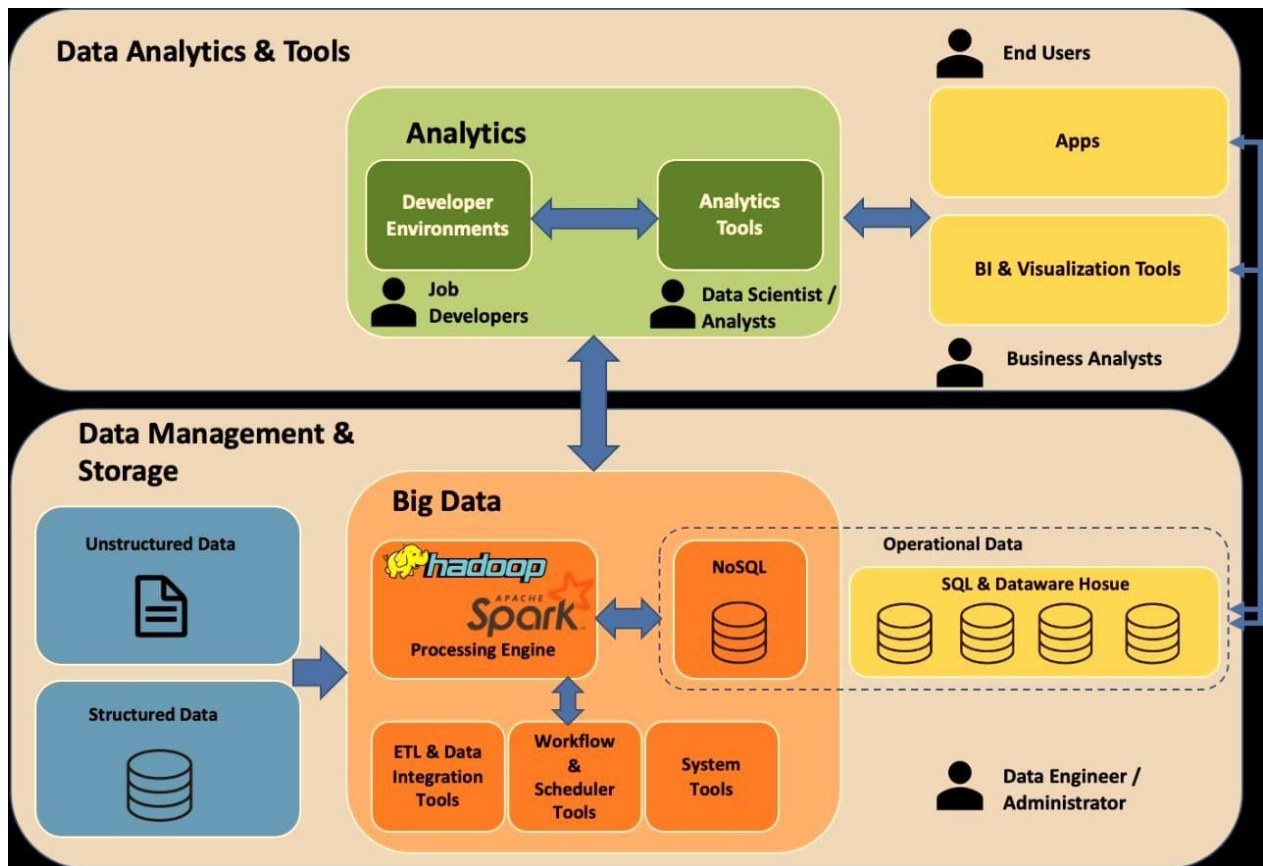 Data Analytics & Tools
End Users
Analytics
Apps
Developer
Environments
Analytics
Tools
BI & Visualization Tools
Job
Developers
Data Scientist /
Analysts
Business Analysts
Data Management &
Storage
Big Data
Unstructured Data
hadoop
APACHE
Spark
Processing Engine
NoSQL
Operational Data
SQL & Dataware Hosue
Structured Data
ETL & Data
Integration
Tools
Workflow
&
Scheduler
Tools
System
Tools
Data Engineer /
Administrator